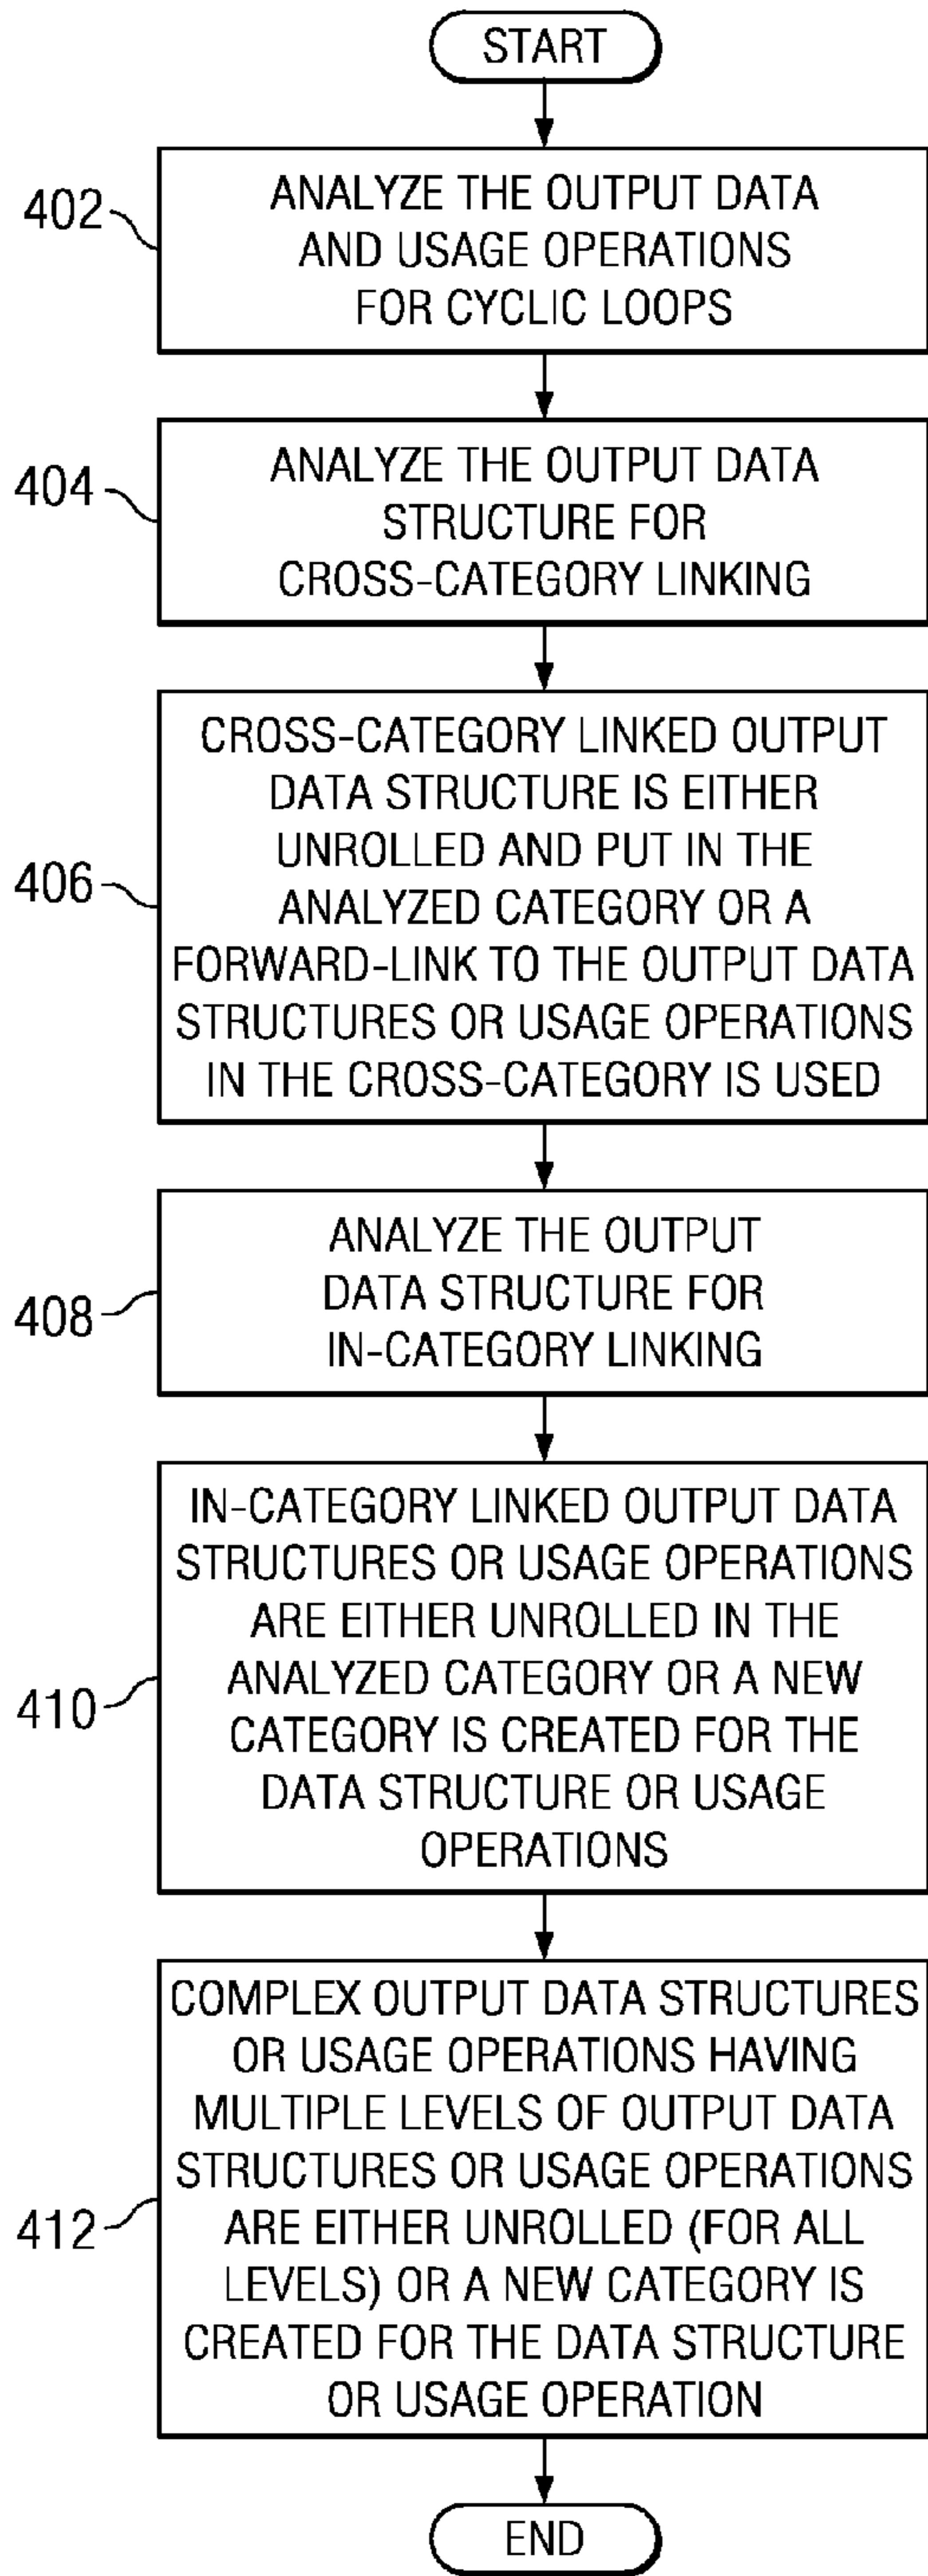 START
402
ANALYZE THE OUTPUT DATA
AND USAGE OPERATIONS
FOR CYCLIC LOOPS
404
ANALYZE THE OUTPUT DATA
STRUCTURE FOR
CROSS-CATEGORY LINKING
406
CROSS-CATEGORY LINKED OUTPUT
DATA STRUCTURE IS EITHER
UNROLLED AND PUT IN THE
ANALYZED CATEGORY OR A
FORWARD-LINK TO THE OUTPUT DATA
STRUCTURES OR USAGE OPERATIONS
IN THE CROSS-CATEGORY IS USED
408
ANALYZE THE OUTPUT
DATA STRUCTURE FOR
IN-CATEGORY LINKING
410
IN-CATEGORY LINKED OUTPUT DATA
STRUCTURES OR USAGE OPERATIONS
ARE EITHER UNROLLED IN THE
ANALYZED CATEGORY OR A NEW
CATEGORY IS CREATED FOR THE
DATA STRUCTURE OR USAGE
OPERATIONS
412
COMPLEX OUTPUT DATA STRUCTURES
OR USAGE OPERATIONS HAVING
MULTIPLE LEVELS OF OUTPUT DATA
STRUCTURES OR USAGE OPERATIONS
ARE EITHER UNROLLED (FOR ALL
LEVELS) OR A NEW CATEGORY IS
CREATED FOR THE DATA STRUCTURE
OR USAGE OPERATION
END